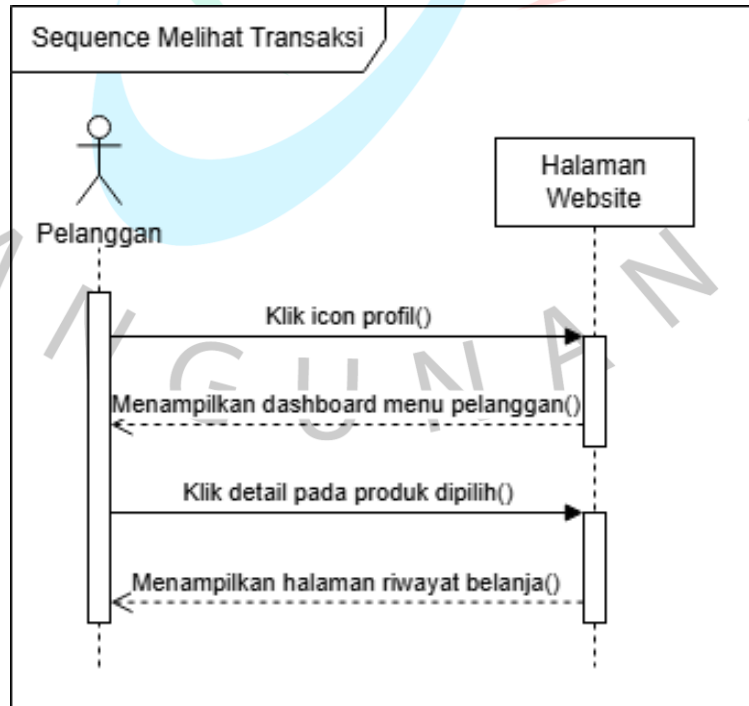 Sequence Melihat Transaksi
Pelanggan
Halaman
Website
Klik icon profil()
Menampilkan dashboard menu pelanggan()
Klik detail pada produk dipilih()
Menampilkan halaman riwayat belanja()
NGUNAN